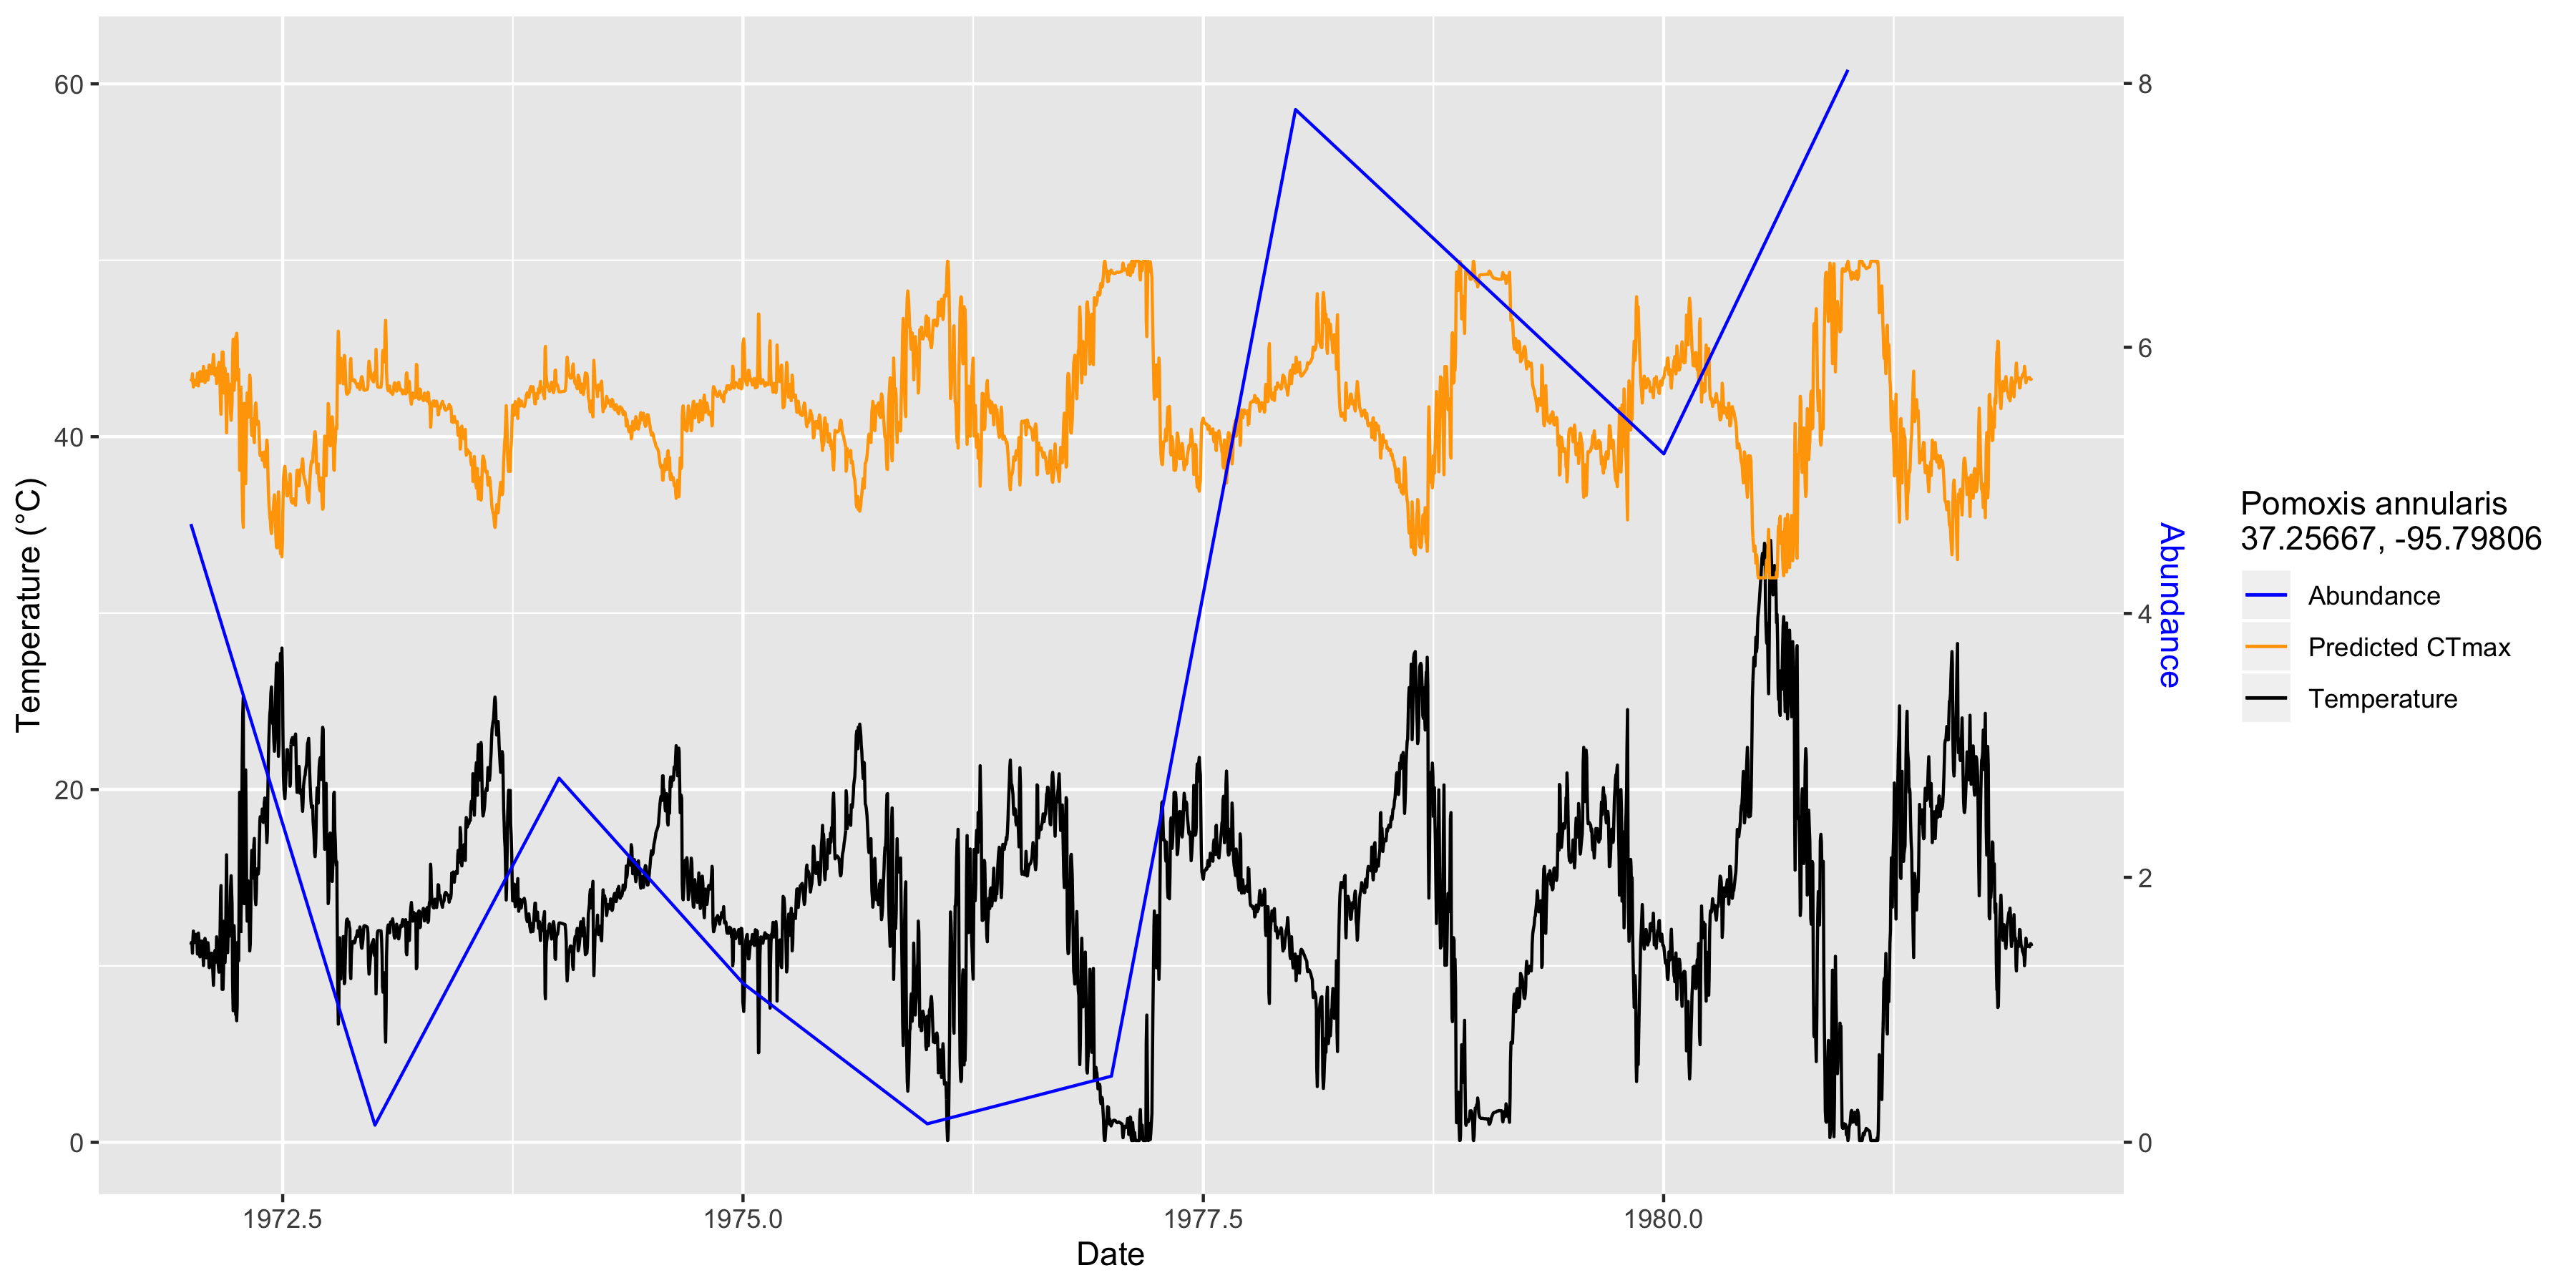 60
40
20
0
Temperature (°C)
8
6
4
2
0
Abundance
1972.5
1975.0
1977.5
1980.0
Date
Pomoxis annularis
37.25667, -95.79806
Abundance
Predicted CTmax
Temperature